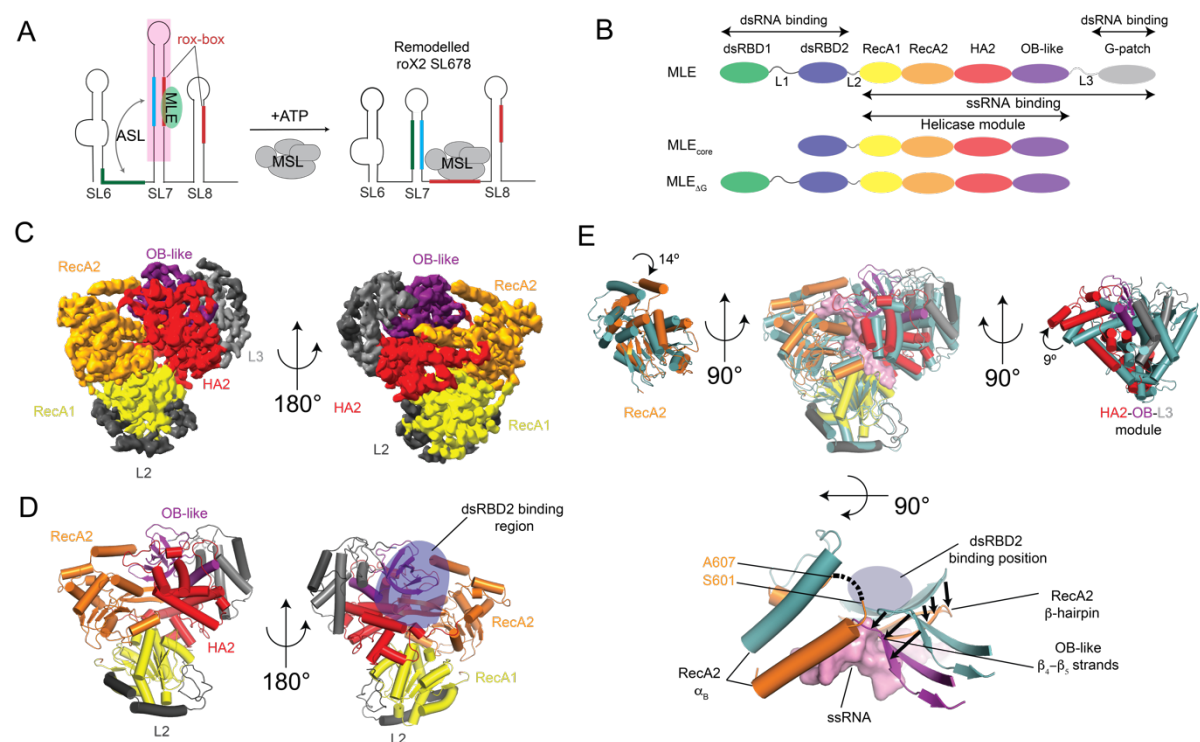 A
rox-box
MLE
ASL
SL6
SL7
SL8
+ATP
MSL
Remodelled
roX2 SL678
MSL
SL6
SL7
SL8
B
dsRNA binding
dsRNA binding
dsRBD1
dsRBD2
RecA1
RecA2
HA2
OB-like
G-patch
MLE
L1
L2
L3
ssRNA binding
Helicase module
MLEcore
MLEΔG
C
OB-like
RecA2
L3
HA2
RecA1
L2
180°
OB-like
RecA2
HA2
RecA1
L2
D
OB-like
RecA2
HA2
L2
180°
dsRBD2 binding
region
RecA2
RecA1
L2
E
14°
RecA2
90°
90°
9°
HA2-OB-L3
module
90°
A607
S601
dsRBD2
binding position
RecA2
β-hairpin
OB-like
β4–β5 strands
RecA2
αB
ssRNA